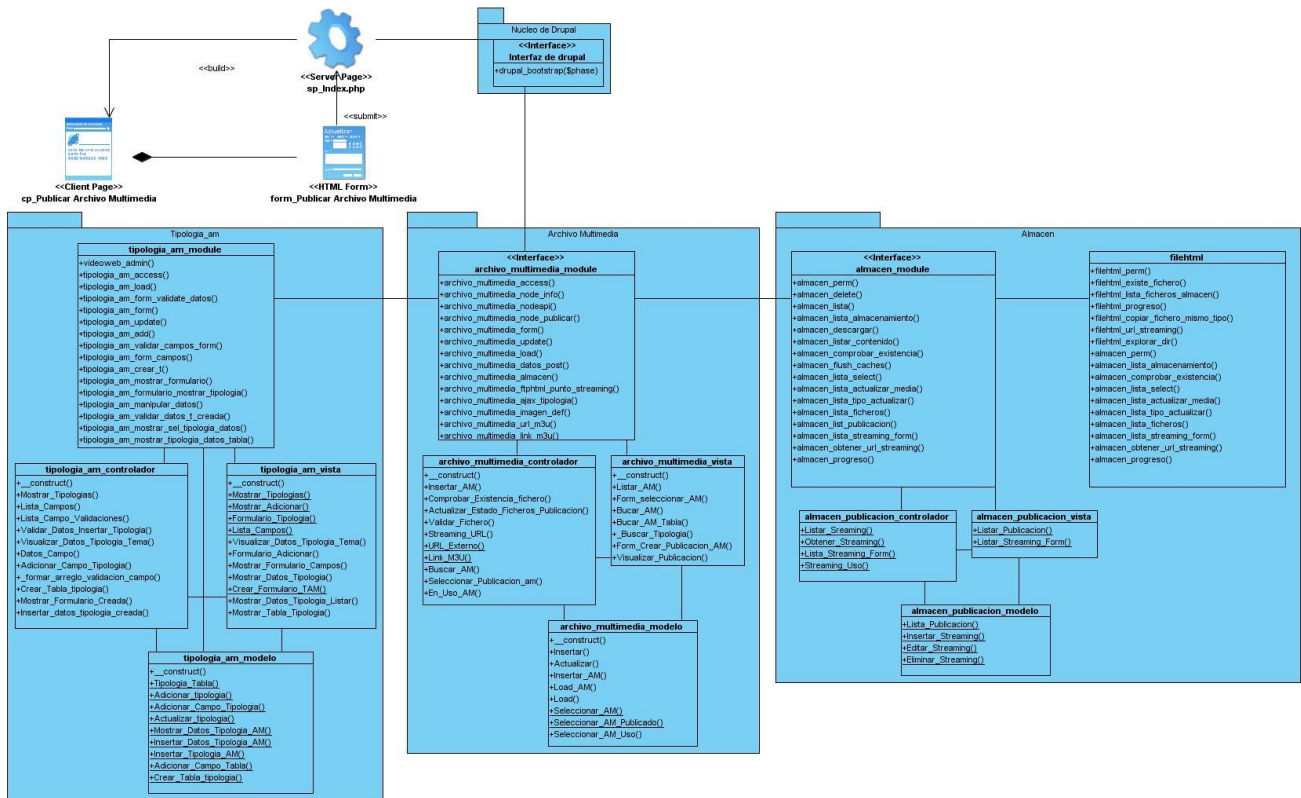 Nucleo de Drupal
<<Interface>>
Interfaz de drupal
+drupal_bootstrap($phase)
<<build>>
<<Server Page>>
sp_Index.php
<<submit>>
Actualizar
<<Client Page>>
cp_Publicar Archivo Multimedia
<<HTML Form>>
form_Publicar Archivo Multimedia
Tipologia_am
tipologia_am_module
+videoweb_admin()
+tipologia_am_access()
+tipologia_am_load()
+tipologia_am_form_validate_datos()
+tipologia_am_form()
+tipologia_am_update()
+tipologia_am_add()
+tipologia_am_validar_campos_form()
+tipologia_am_form_campos()
+tipologia_am_crear_t()
+tipologia_am_mostrar_formulario()
+tipologia_am_formulario_mostrar_tipologia()
+tipologia_am_manipular_datos()
+tipologia_am_validar_datos_t_creada()
+tipologia_am_mostrar_sel_tipologia_datos()
+tipologia_am_mostrar_tipologia_datos_tabla()
tipologia_am_controlador
+__construct()
+Mostrar_Tipologias()
+Lista_Campos()
+Lista_Campo_Validaciones()
+Validar_Datos_Insertar_Tipologia()
+Visualizar_Datos_Tipologia_Tema()
+Datos_Campo()
+Adicionar_Campo_Tipologia()
+_formar_arreglo_validacion_campo()
+Crear_Tabla_tipologia()
+Mostrar_Formulario_Creada()
+Insertar_datos_tipologia_creada()
tipologia_am_vista
+__construct()
+Mostrar_Tipologias()
+Mostrar_Adicionar()
+Formulario_Tipologia()
+Lista_Campos()
+Visualizar_Datos_Tipologia_Tema()
+Formulario_Adicionar()
+Mostrar_Formulario_Campos()
+Mostrar_Datos_Tipologia()
+Crear_Formulario_TAM()
+Mostrar_Datos_Tipologia_Listar()
+Mostrar_Tabla_Tipologia()
tipologia_am_modelo
+__construct()
+Tipologia_Tabla()
+Adicionar_tipologia()
+Adicionar_Campo_Tipologia()
+Actualizar_tipologia()
+Mostrar_Datos_Tipologia_AM()
+Insertar_Datos_Tipologia_AM()
+Insertar_Tipologia_AM()
+Adicionar_Campo_Tabla()
+Crear_Tabla_tipologia()
Archivo Multimedia
<<Interface>>
archivo_multimedia_module
+archivo_multimedia_access()
+archivo_multimedia_node_info()
+archivo_multimedia_nodeapi()
+archivo_multimedia_node_publicar()
+archivo_multimedia_form()
+archivo_multimedia_update()
+archivo_multimedia_load()
+archivo_multimedia_datos_post()
+archivo_multimedia_almacen()
+archivo_multimedia_ftphtml_punto_streaming()
+archivo_multimedia_ajax_tipologia()
+archivo_multimedia_imagen_def()
+archivo_multimedia_url_m3u()
+archivo_multimedia_link_m3u()
archivo_multimedia_controlador
+__construct()
+Insertar_AM()
+Comprobar_Existencia_fichero()
+Actualizar_Estado_Ficheros_Publicacion()
+Validar_Fichero()
+Streaming_URL()
+URL_Externo()
+Link_M3U()
+Buscar_AM()
+Seleccionar_Publicacion_am()
+En_Uso_AM()
archivo_multimedia_vista
+__construct()
+Listar_AM()
+Form_seleccionar_AM()
+Bucar_AM()
+Bucar_AM_Tabla()
+_Buscar_Tipologia()
+Form_Crear_Publicacion_AM()
+Visualizar_Publicacion()
archivo_multimedia_modelo
+__construct()
+Insertar()
+Actualizar()
+Insertar_AM()
+Load_AM()
+Load()
+Seleccionar_AM()
+Seleccionar_AM_Publicado()
+Seleccionar_AM_Uso()
Almacen
<<Interface>>
almacen_module
+almacen_perm()
+almacen_delete()
+almacen_lista()
+almacen_lista_almacenamiento()
+almacen_descargar()
+almacen_listar_contenido()
+almacen_comprobar_existencia()
+almacen_flush_caches()
+almacen_lista_select()
+almacen_lista_actualizar_media()
+almacen_lista_tipo_actualizar()
+almacen_lista_ficheros()
+almacen_list_publicacion()
+almacen_lista_streaming_form()
+almacen_obtener_url_streaming()
+almacen_progreso()
filehtml
+filehtml_perm()
+filehtml_existe_fichero()
+filehtml_lista_ficheros_almacen()
+filehtml_progreso()
+filehtml_copiar_fichero_mismo_tipo()
+filehtml_url_streaming()
+filehtml_explorar_dir()
+almacen_perm()
+almacen_lista_almacenamiento()
+almacen_comprobar_existencia()
+almacen_lista_select()
+almacen_lista_actualizar_media()
+almacen_lista_tipo_actualizar()
+almacen_lista_ficheros()
+almacen_lista_streaming_form()
+almacen_obtener_url_streaming()
+almacen_progreso()
almacen_publicacion_controlador
+Listar_Sreaming()
+Obtener_Streaming()
+Lista_Streaming_Form()
+Streaming_Uso()
almacen_publicacion_vista
+Listar_Publicacion()
+Listar_Streaming_Form()
almacen_publicacion_modelo
+Lista_Publicacion()
+Insertar_Streaming()
+Editar_Streaming()
+Eliminar_Streaming()